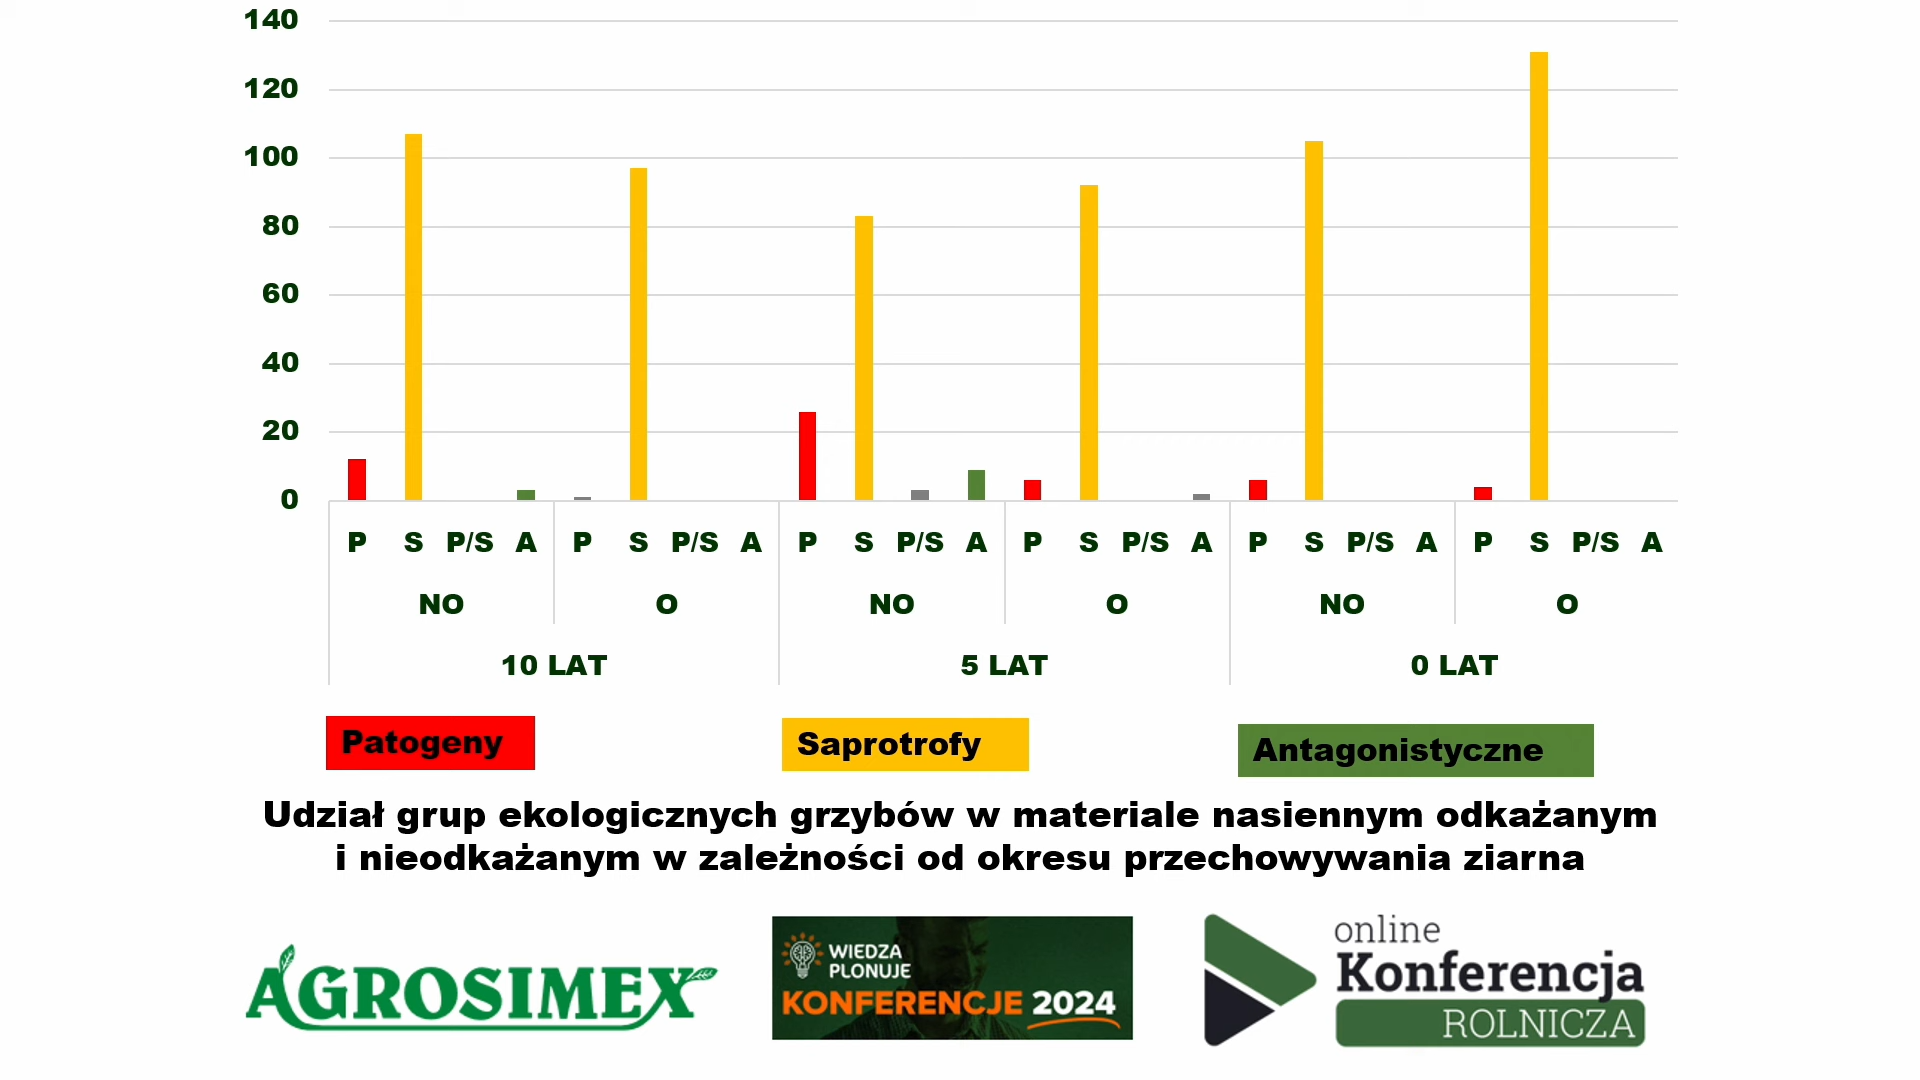 140
120
100
80
60
40
20
0
P S P/S A P S P/S A P S P/S A P S P/S A P S P/S A P S P/S A
NO O NO O NO O
10 LAT 5 LAT 0 LAT
Patogeny
Saprotrofy
Antagonistyczne
Udział grup ekologicznych grzybów w materiale nasiennym odkażanym
i nieodkażanym w zależności od okresu przechowywania ziarna
AGROSIMEX
WIEDZA
PLONUJE
KONFERENCJE 2024
online
Konferencja
ROLNICZA